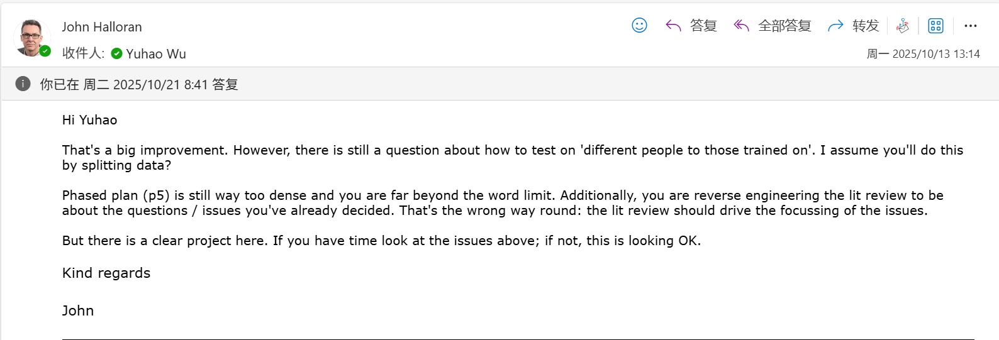 John Halloran
答复
全部答复
转发
收件人: Yuhao Wu
周一 2025/10/13 13:14
你已在 周二 2025/10/21 8:41 答复
Hi Yuhao
That's a big improvement. However, there is still a question about how to test on 'different people to those trained on'. I assume you'll do this
by splitting data?
Phased plan (p5) is still way too dense and you are far beyond the word limit. Additionally, you are reverse engineering the lit review to be
about the questions / issues you've already decided. That's the wrong way round: the lit review should drive the focussing of the issues.
But there is a clear project here. If you have time look at the issues above; if not, this is looking OK.
Kind regards
John